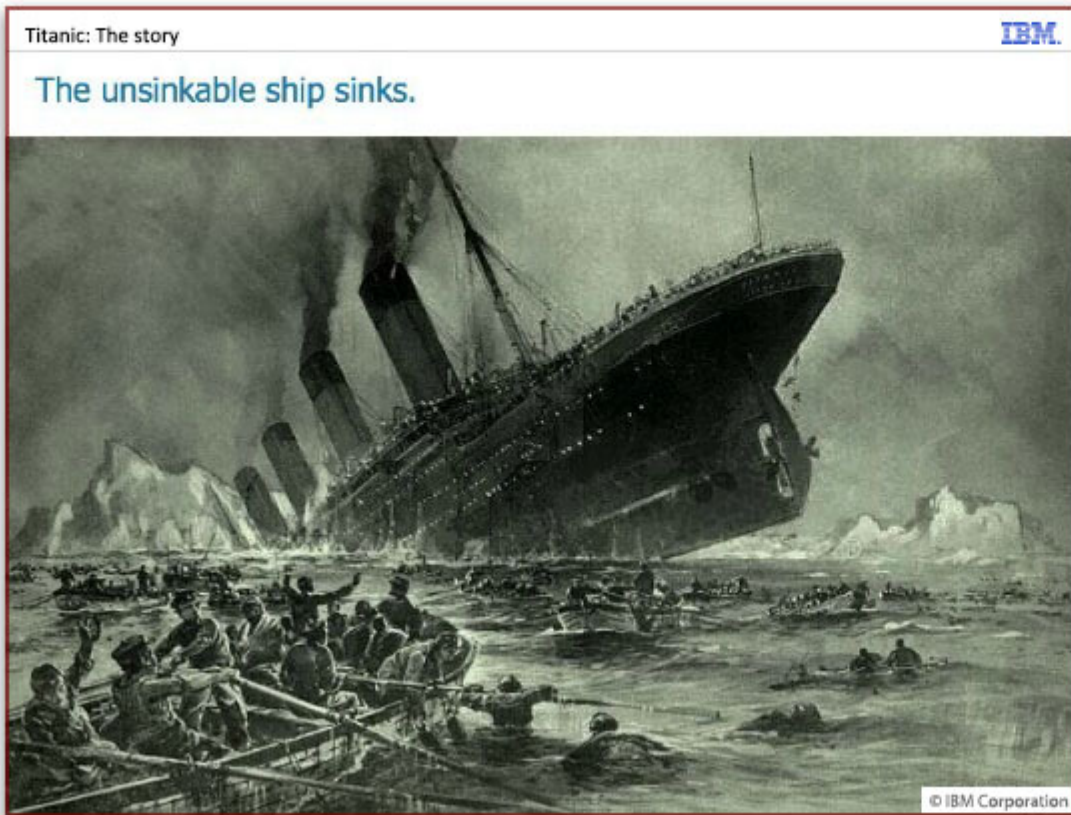 Titanic: The story
IBM.
The unsinkable ship sinks.
© IBM Corporation